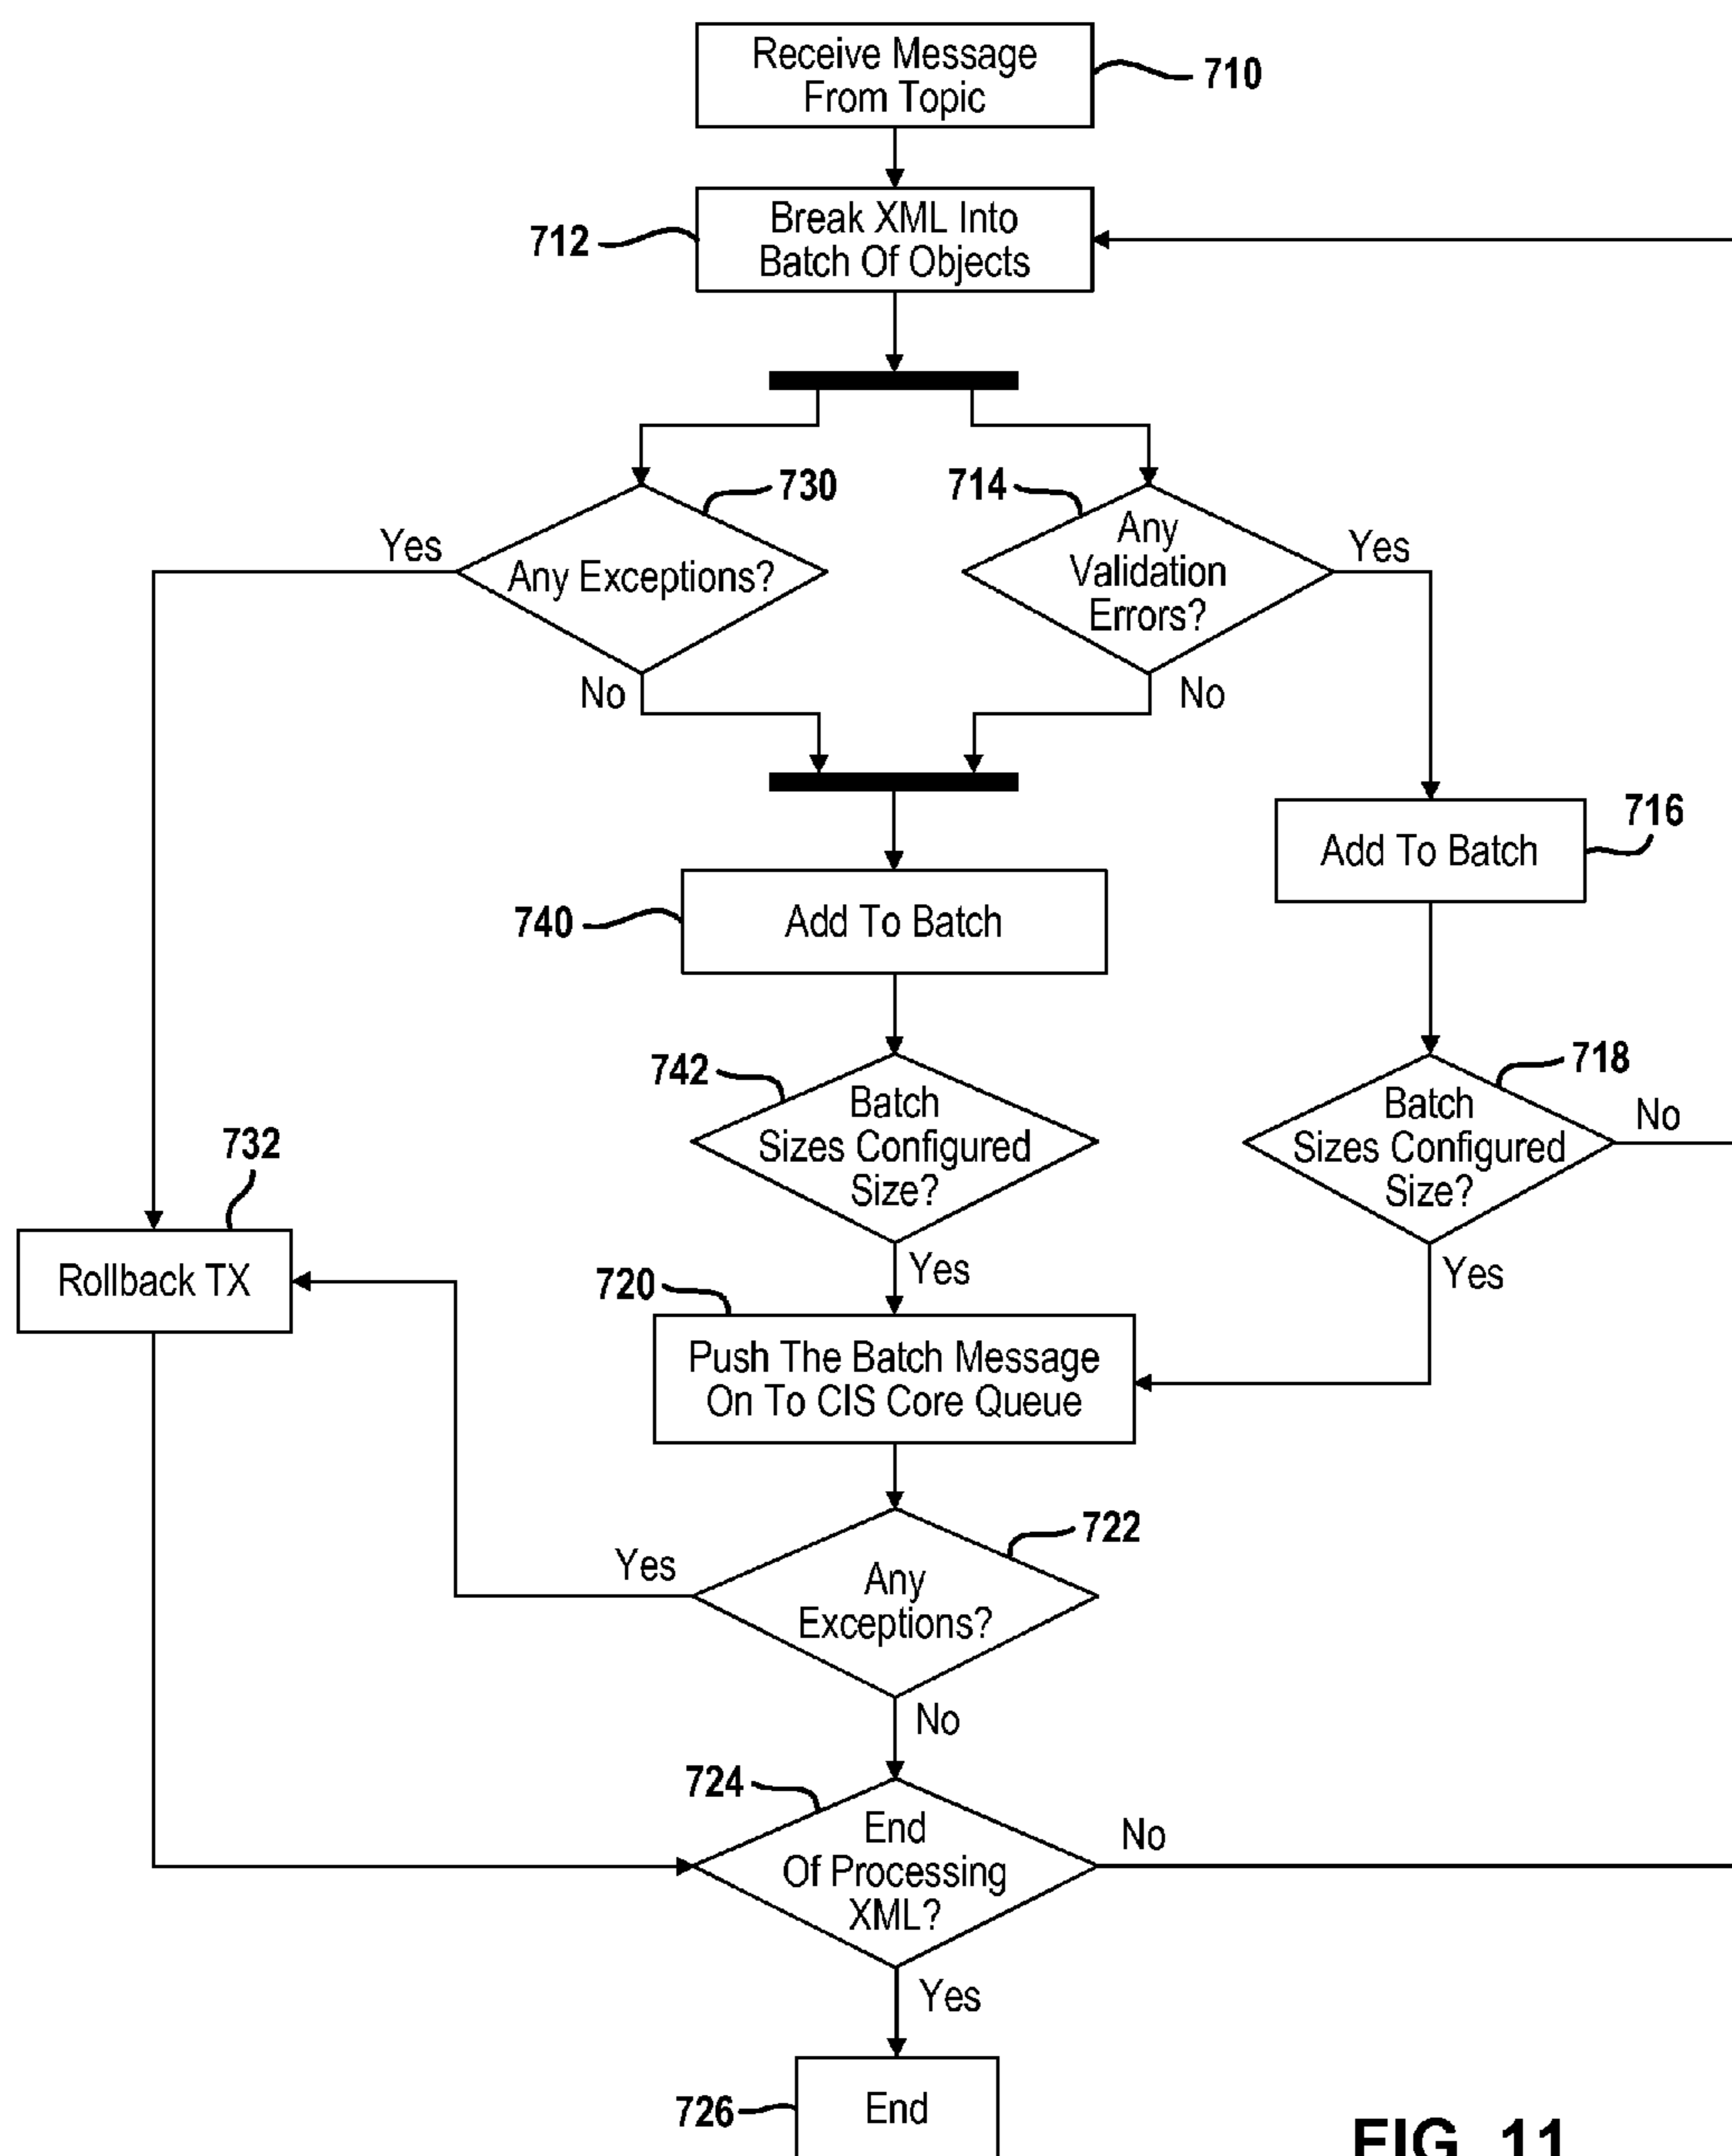 Receive Message
From Topic
710
712
Break XML Into
Batch Of Objects
730
714
Yes
Any Exceptions?
Any
Validation
Errors?
Yes
No
No
716
Add To Batch
740
Add To Batch
742
Batch
Sizes Configured
Size?
718
Batch
Sizes Configured
Size?
No
732
Rollback TX
Yes
Yes
720
Push The Batch Message
On To CIS Core Queue
722
Yes
Any
Exceptions?
No
724
End
Of Processing
XML?
No
Yes
726
End
FIG. 11